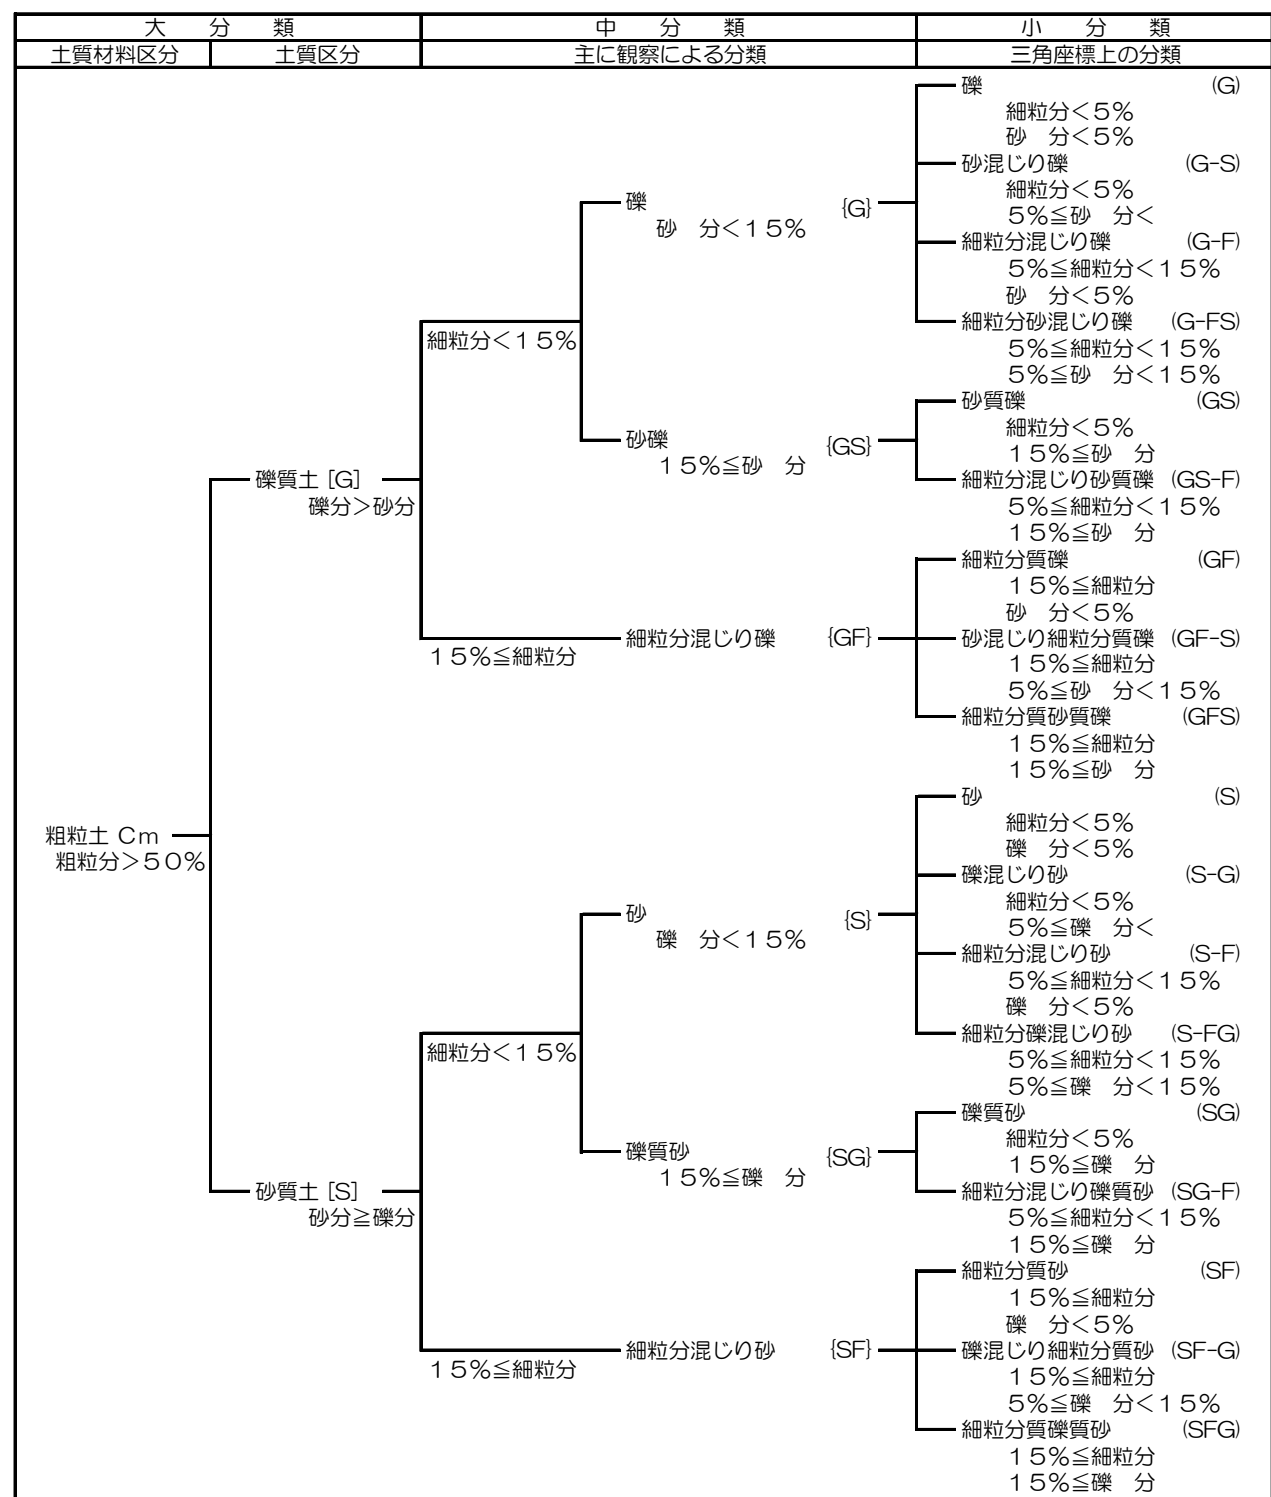 大　分　類
中　分　類
小　分　類
土質材料区分
土質区分
主に観察による分類
三角座標上の分類
粗粒土 Cm
粗粒分＞50％
礫質土 [G]
礫分＞砂分
細粒分＜15％
礫 {G}
砂　分＜15％
礫 (G)
細粒分＜5％
砂　分＜5％
砂混じり礫 (G-S)
細粒分＜5％
5％≦砂　分＜
細粒分混じり礫 (G-F)
5％≦細粒分＜15％
砂　分＜5％
細粒分砂混じり礫 (G-FS)
5％≦細粒分＜15％
5％≦砂　分＜15％
砂礫 {GS}
15％≦砂　分
砂質礫 (GS)
細粒分＜5％
15％≦砂　分
細粒分混じり砂質礫 (GS-F)
5％≦細粒分＜15％
15％≦砂　分
15％≦細粒分
細粒分混じり礫 {GF}
細粒分質礫 (GF)
15％≦細粒分
砂　分＜5％
砂混じり細粒分質礫 (GF-S)
15％≦細粒分
5％≦砂　分＜15％
細粒分質砂質礫 (GFS)
15％≦細粒分
15％≦砂　分
砂質土 [S]
砂分≧礫分
細粒分＜15％
砂 {S}
礫　分＜15％
砂 (S)
細粒分＜5％
礫　分＜5％
礫混じり砂 (S-G)
細粒分＜5％
5％≦礫　分＜
細粒分混じり砂 (S-F)
5％≦細粒分＜15％
礫　分＜5％
細粒分礫混じり砂 (S-FG)
5％≦細粒分＜15％
5％≦礫　分＜15％
礫質砂 {SG}
15％≦礫　分
礫質砂 (SG)
細粒分＜5％
15％≦礫　分
細粒分混じり礫質砂 (SG-F)
5％≦細粒分＜15％
15％≦礫　分
15％≦細粒分
細粒分混じり砂 {SF}
細粒分質砂 (SF)
15％≦細粒分
礫　分＜5％
礫混じり細粒分質砂 (SF-G)
15％≦細粒分
5％≦礫　分＜15％
細粒分質礫質砂 (SFG)
15％≦細粒分
15％≦礫　分